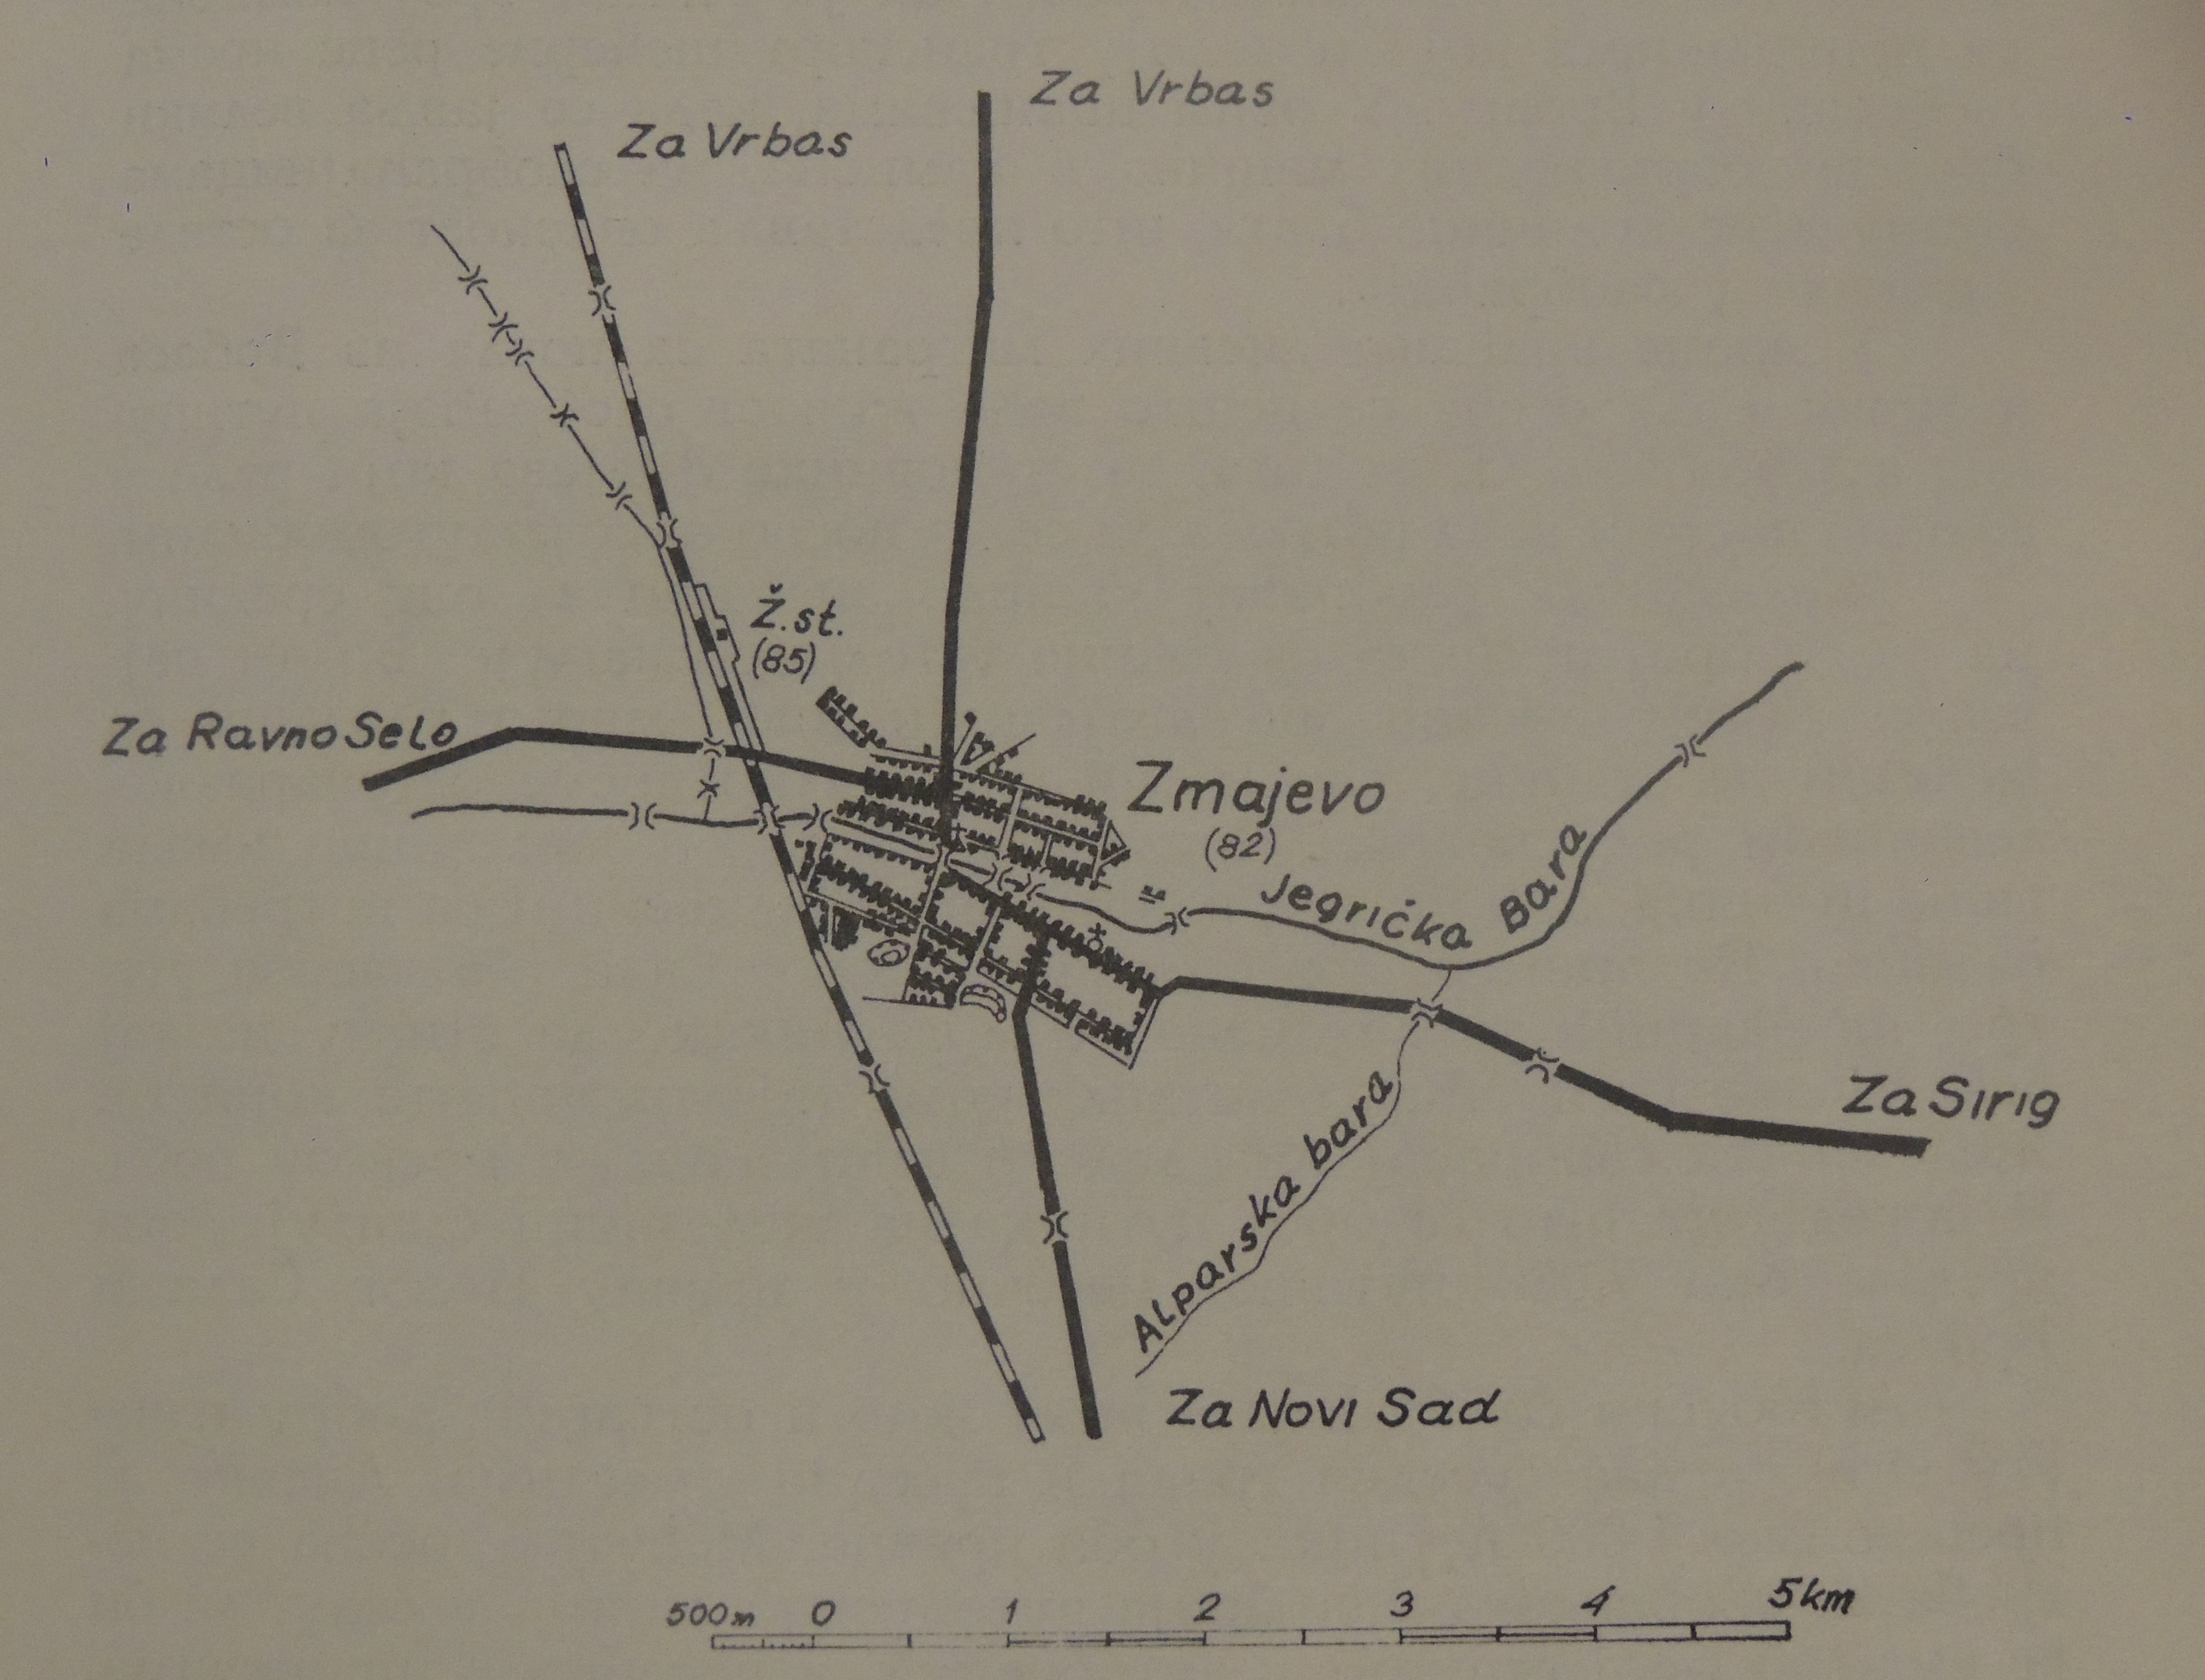 Za Vrbas
Za Vrbas
Ž.st.
(85)
Za Ravno Selo
Zmajevo
(82)
Jegrička Bara
Za Sirig
Alparska bara
Za Novi Sad
500m 0 1 2 3 4 5km